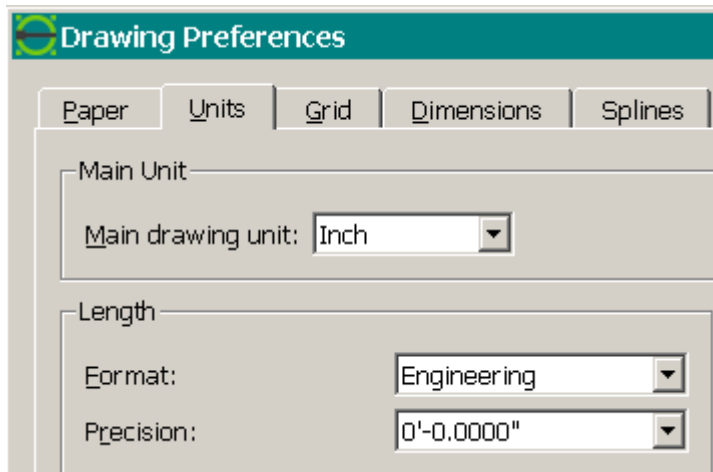 Drawing Preferences
Paper Units Grid Dimensions Splines
Main Unit
Main drawing unit: Inch
Length
Format: Engineering
Precision: 0'-0.0000"